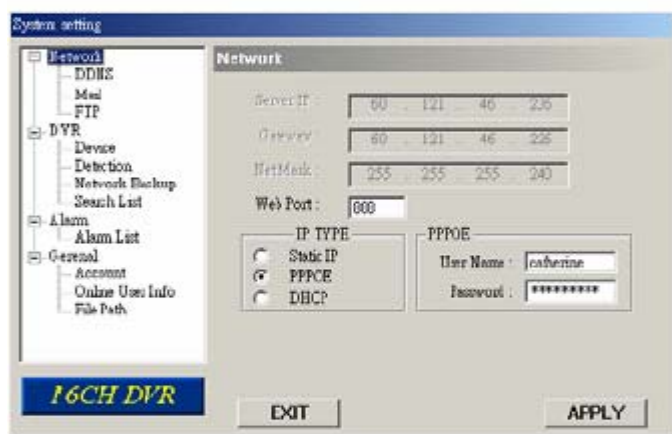 System setting
Network
DDNS
Mail
FTP
DVR
Device
Detection
Network Backup
Search List
Alarm
Alarm List
General
Account
Online User Info
File Path
16CH DVR
Network
Server IP :
60 . 121 . 46 . 236
Gateway :
60 . 121 . 46 . 225
NetMask :
255 . 255 . 255 . 240
Web Port :
IP TYPE
Static IP
PPPOE
DHCP
PPPOE
User Name : catherine
Password : *********
EXIT
APPLY